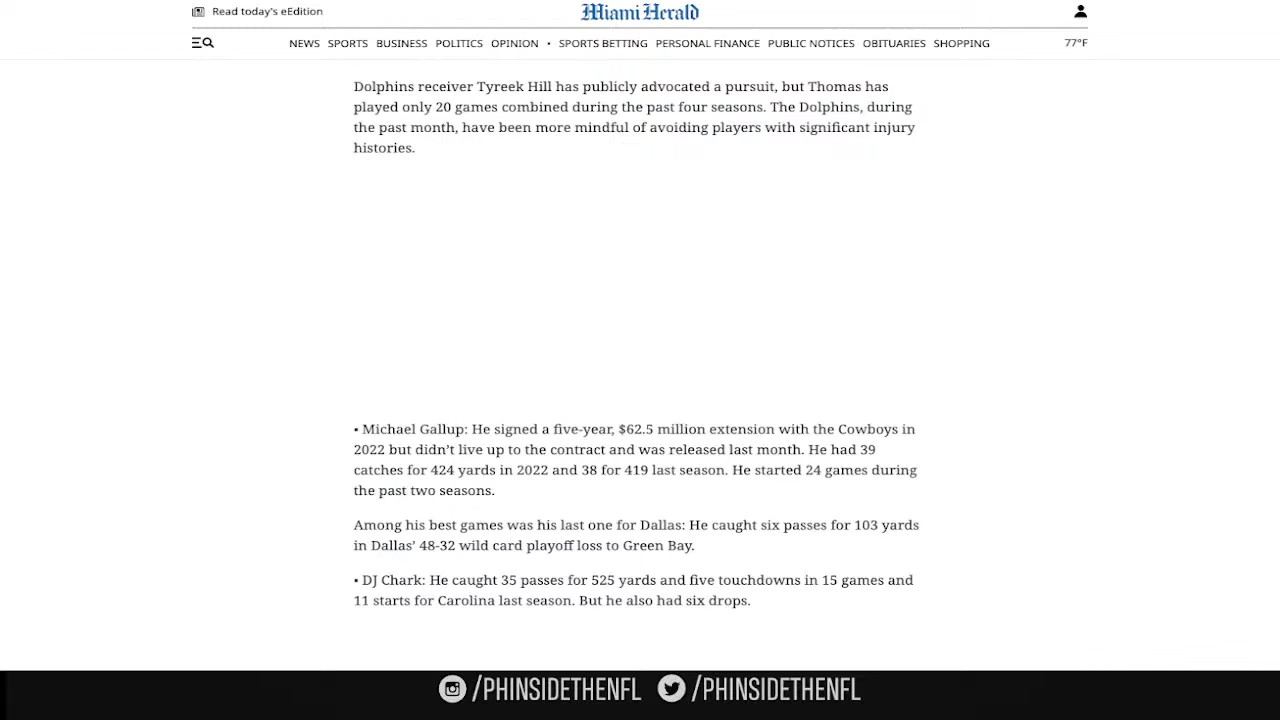 Read today's eEdition
Miami Herald
NEWS SPORTS BUSINESS POLITICS OPINION • SPORTS BETTING PERSONAL FINANCE PUBLIC NOTICES OBITUARIES SHOPPING 77°F
Dolphins receiver Tyreek Hill has publicly advocated a pursuit, but Thomas has
played only 20 games combined during the past four seasons. The Dolphins, during
the past month, have been more mindful of avoiding players with significant injury
histories.
▪ Michael Gallup: He signed a five-year, $62.5 million extension with the Cowboys in
2022 but didn’t live up to the contract and was released last month. He had 39
catches for 424 yards in 2022 and 38 for 419 last season. He started 24 games during
the past two seasons.
Among his best games was his last one for Dallas: He caught six passes for 103 yards
in Dallas’ 48-32 wild card playoff loss to Green Bay.
▪ DJ Chark: He caught 35 passes for 525 yards and five touchdowns in 15 games and
11 starts for Carolina last season. But he also had six drops.
/PHINSIDETHENFL /PHINSIDETHENFL